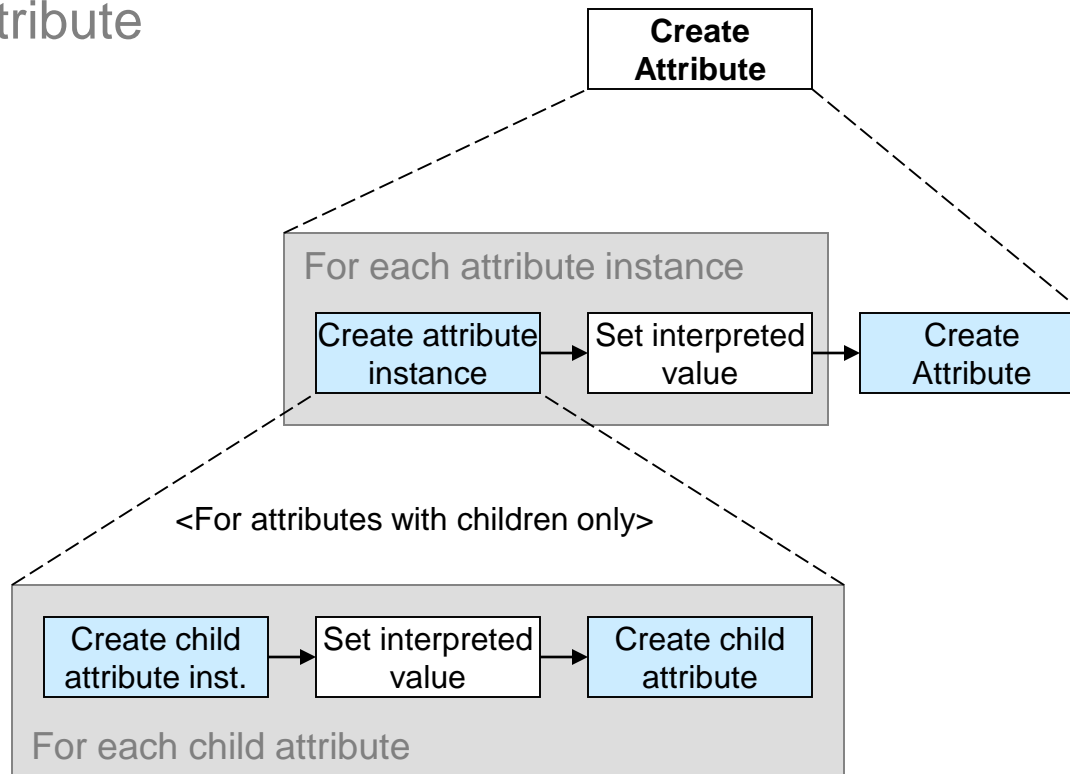 tribute
Create
Attribute
For each attribute instance
Create attribute
instance
Set interpreted
value
Create
Attribute
<For attributes with children only>
Create child
attribute inst.
Set interpreted
value
Create child
attribute
For each child attribute